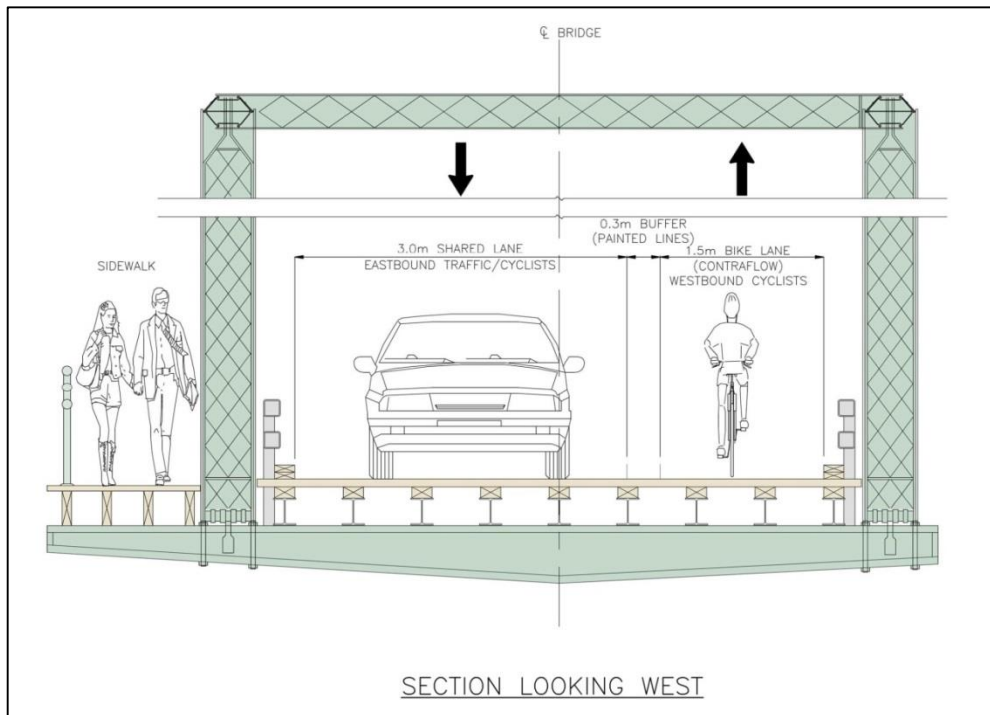 ℄ BRIDGE
0.3m BUFFER
(PAINTED LINES)
3.0m SHARED LANE
EASTBOUND TRAFFIC/CYCLISTS
1.5m BIKE LANE
(CONTRAFLOW)
WESTBOUND CYCLISTS
SIDEWALK
SECTION LOOKING WEST